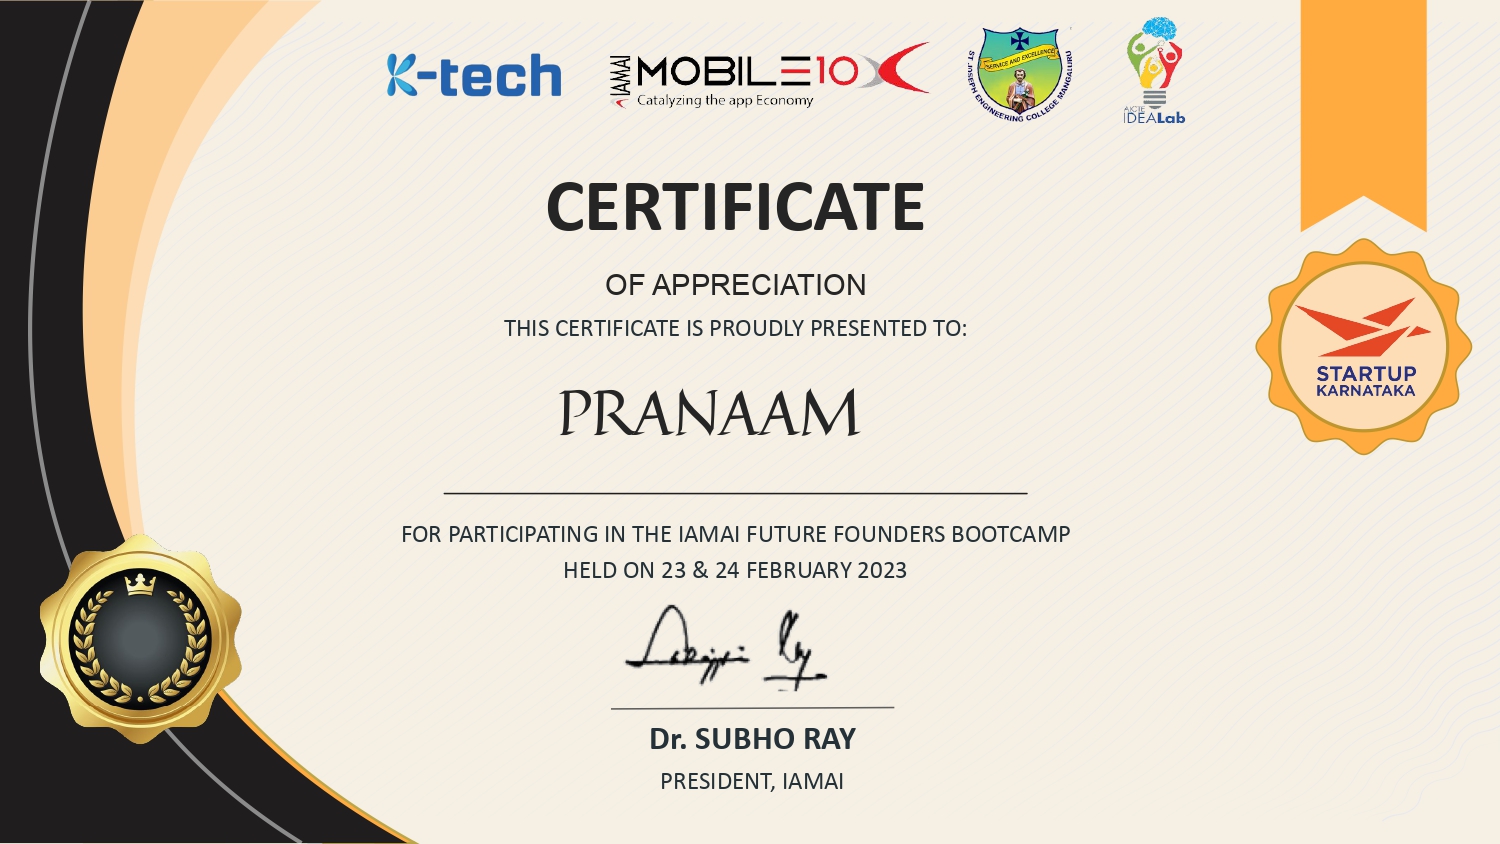 K-tech
IAMAI
MOBILE10X
Catalyzing the app Economy
SERVICE AND EXCELLENCE
ST JOSEPH ENGINEERING COLLEGE MANGALURU
AICTE
IDEALab
CERTIFICATE
OF APPRECIATION
THIS CERTIFICATE IS PROUDLY PRESENTED TO:
STARTUP
KARNATAKA
PRANAAM
FOR PARTICIPATING IN THE IAMAI FUTURE FOUNDERS BOOTCAMP
HELD ON 23 & 24 FEBRUARY 2023
Dr. SUBHO RAY
PRESIDENT, IAMAI